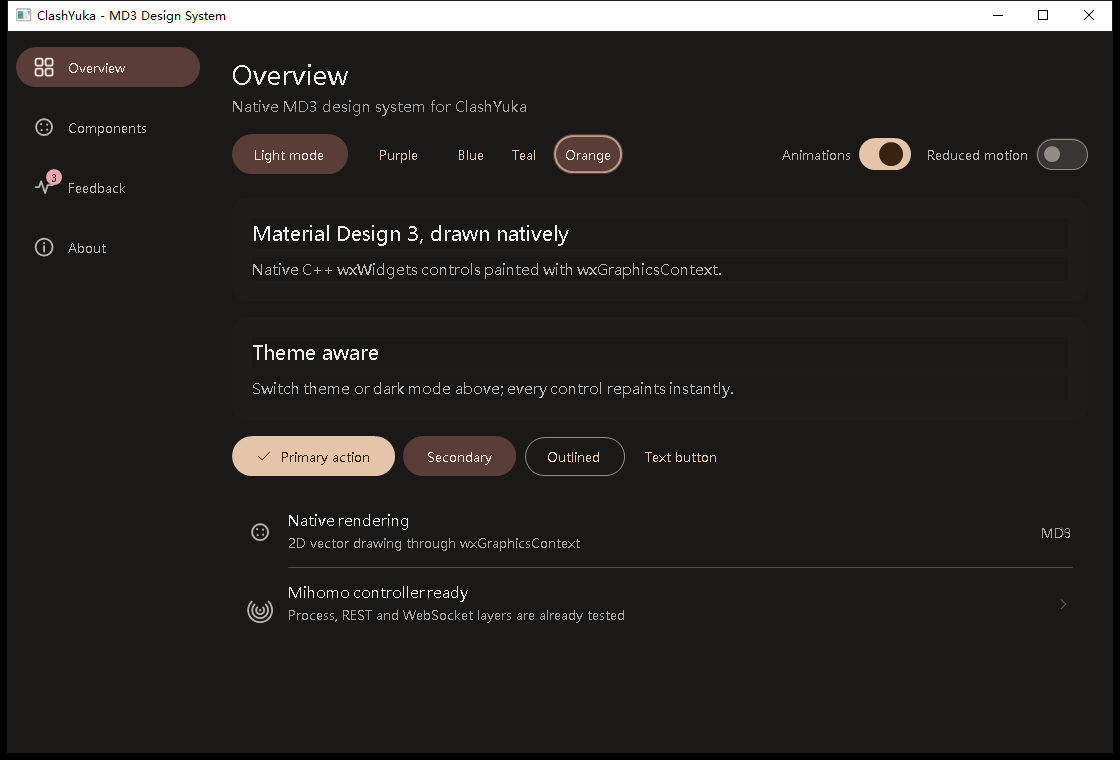 ClashYuka - MD3 Design System
Overview
Components
3
Feedback
About
Overview
Native MD3 design system for ClashYuka
Light mode Purple Blue Teal Orange Animations Reduced motion
Material Design 3, drawn natively
Native C++ wxWidgets controls painted with wxGraphicsContext.
Theme aware
Switch theme or dark mode above; every control repaints instantly.
Primary action Secondary Outlined Text button
Native rendering
2D vector drawing through wxGraphicsContext
MD3
Mihomo controller ready
Process, REST and WebSocket layers are already tested